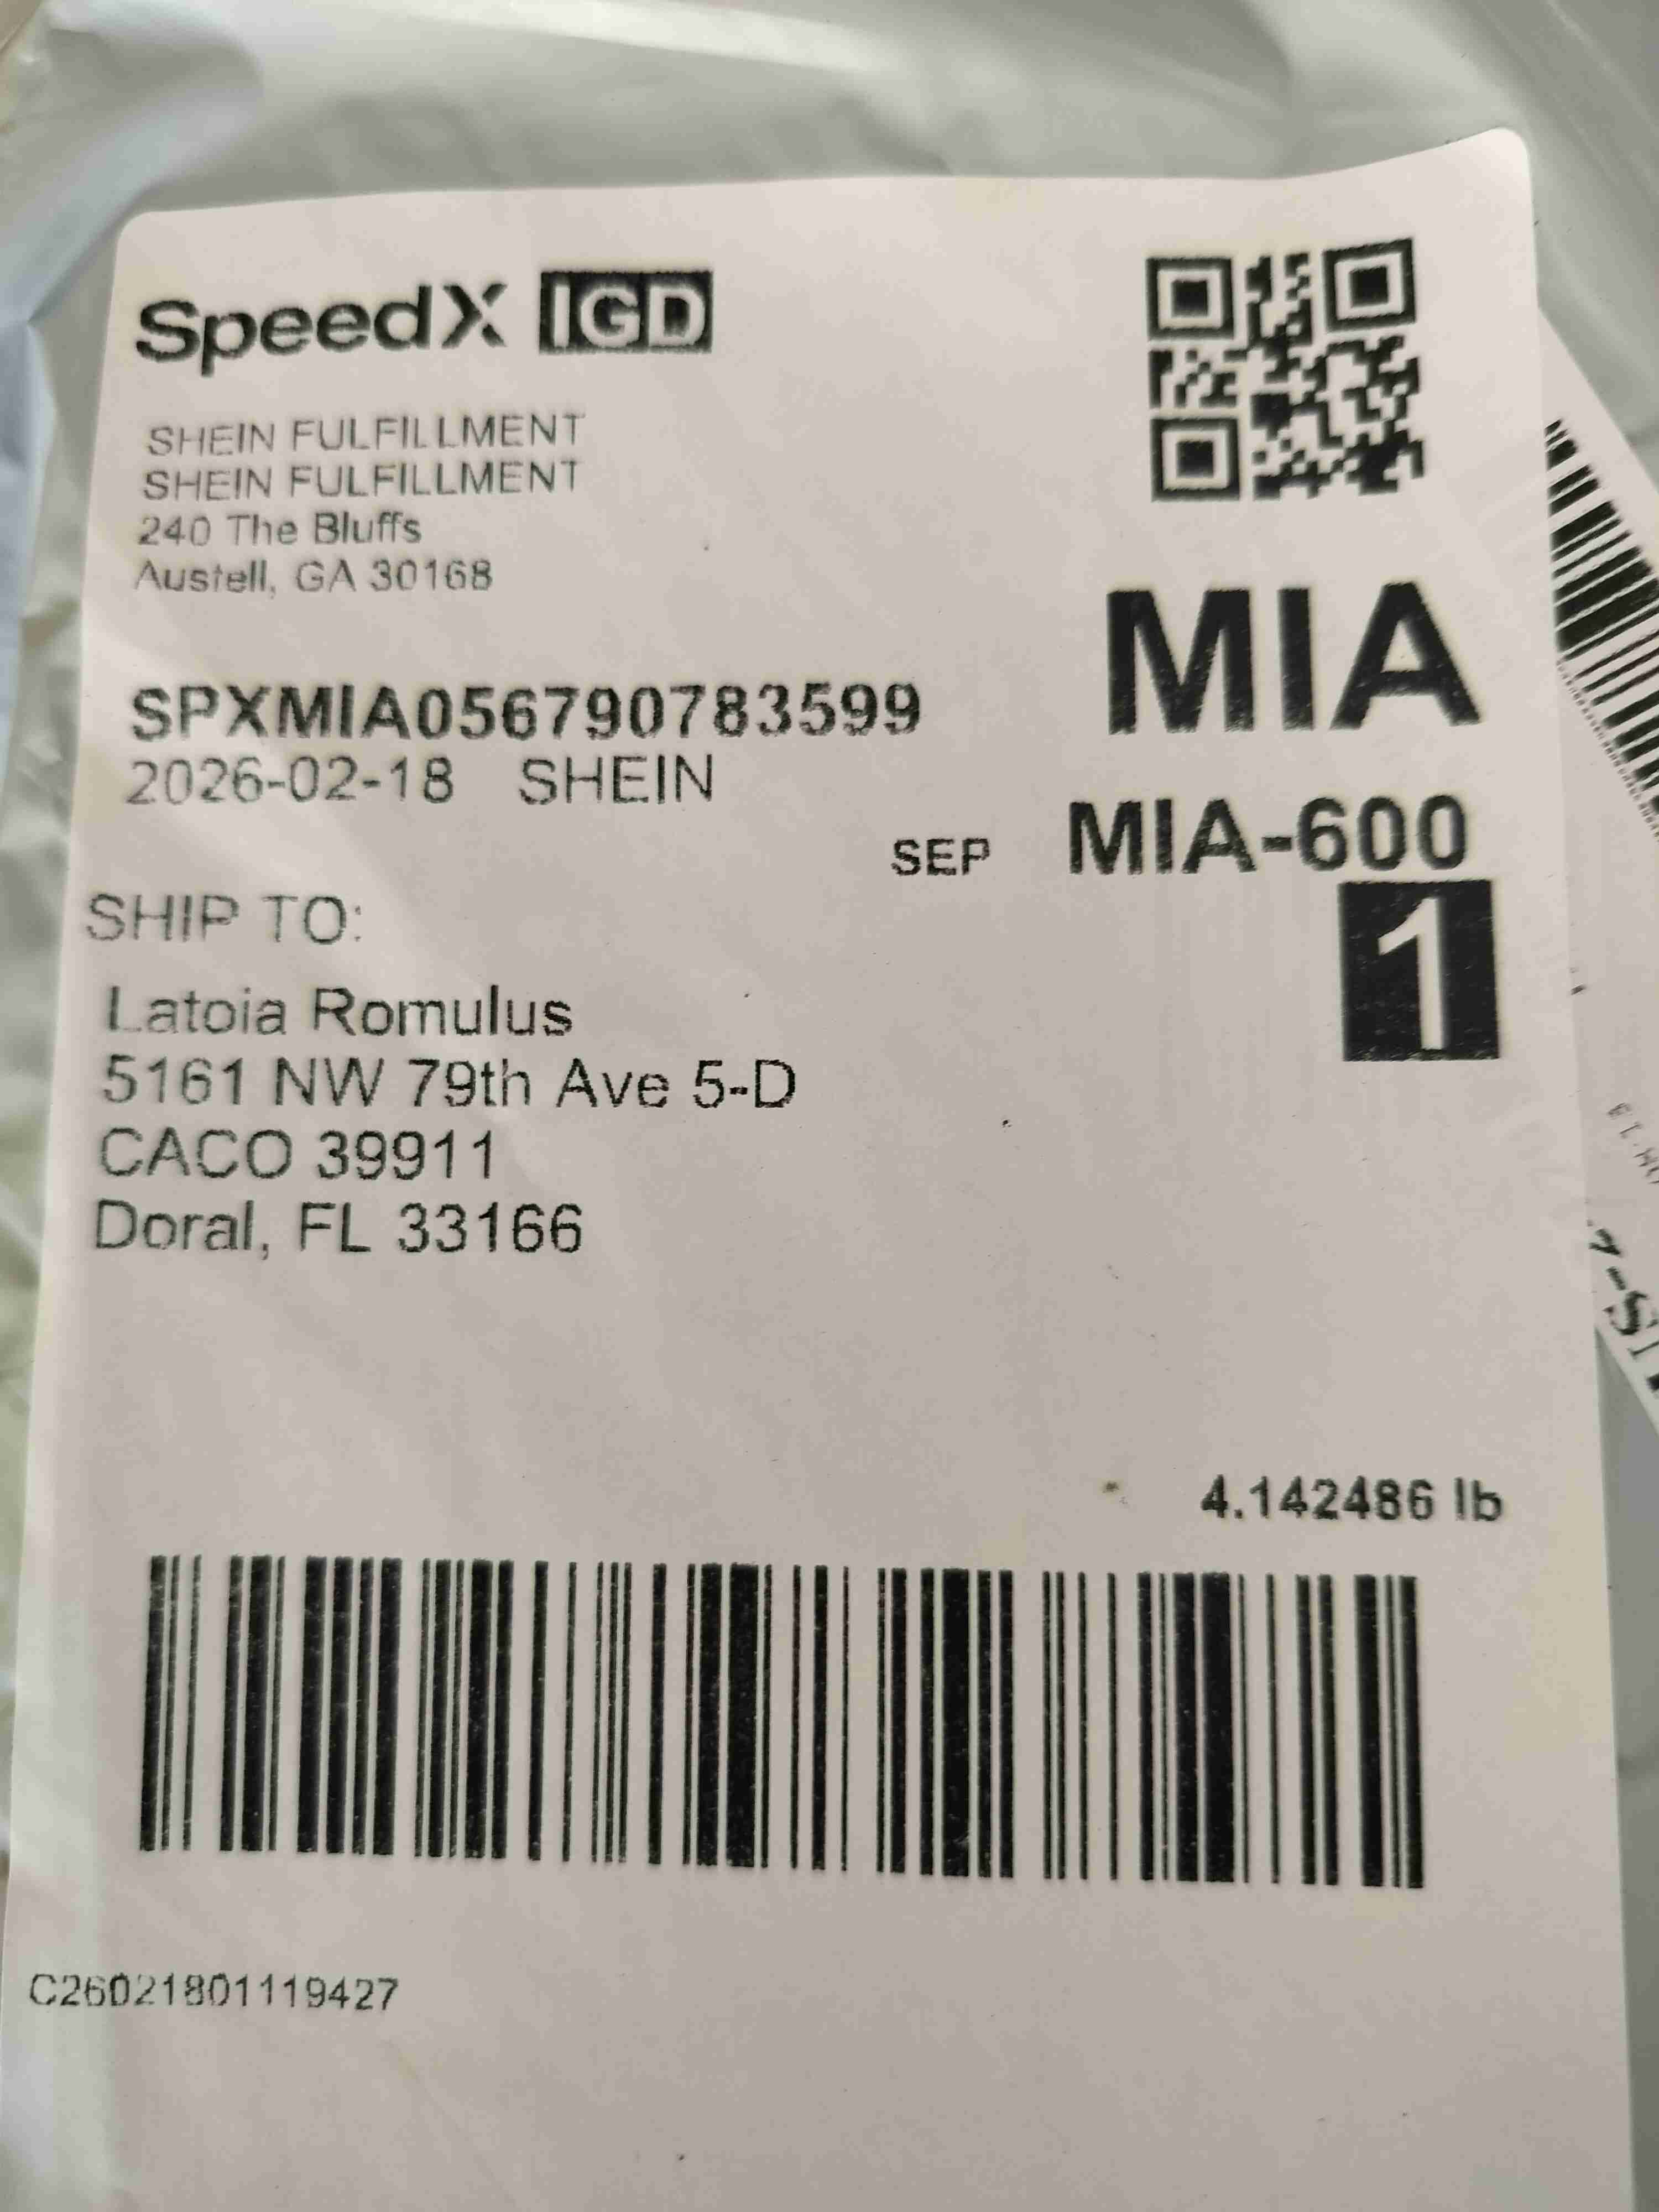 SpeedX IGD
SHEIN FULFILLMENT
SHEIN FULFILLMENT
240 The Bluffs
Austell, GA 30168
MIA
SPXMIA056790783599
2026-02-18 SHEIN
SEP MIA-600
1
SHIP TO:
Latoia Romulus
5161 NW 79th Ave 5-D
CACO 39911
Doral, FL 33166
4.142486 lb
C26021801119427